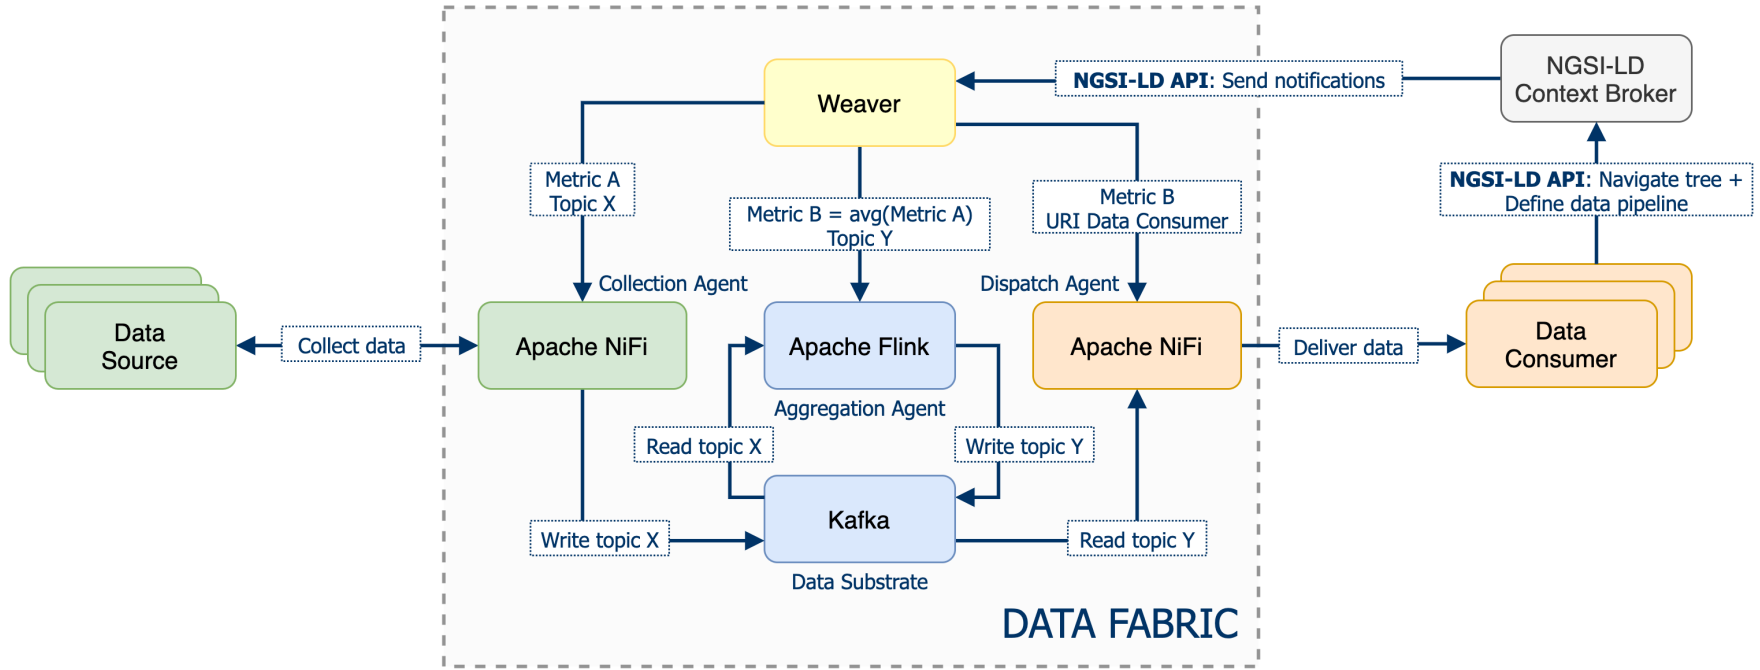 Weaver
NGSI-LD API: Send notifications
NGSI-LD
Context Broker
Metric A
Topic X
Metric B = avg(Metric A)
Topic Y
Metric B
URI Data Consumer
NGSI-LD API: Navigate tree +
Define data pipeline
Collection Agent
Dispatch Agent
Data
Source
Collect data
Apache NiFi
Apache Flink
Apache NiFi
Deliver data
Data
Consumer
Aggregation Agent
Read topic X
Write topic Y
Kafka
Write topic X
Read topic Y
Data Substrate
DATA FABRIC